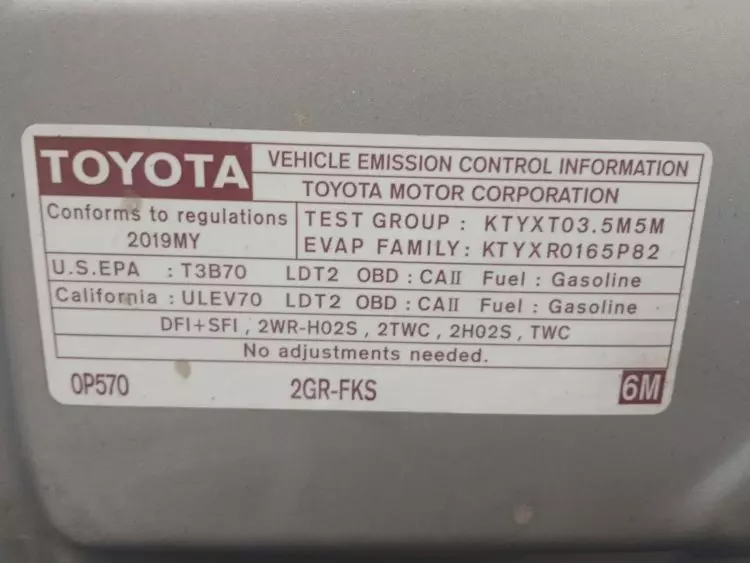 TOYOTA
VEHICLE EMISSION CONTROL INFORMATION
TOYOTA MOTOR CORPORATION
Conforms to regulations
2019MY
TEST GROUP : KTYXT03.5M5M
EVAP FAMILY: KTYXR0165P82
U.S.EPA : T3B70 LDT2 OBD : CAII Fuel : Gasoline
California : ULEV70 LDT2 OBD : CAII Fuel : Gasoline
DFI+SFI , 2WR-HO2S , 2TWC, 2HO2S , TWC
No adjustments needed.
0P570 2GR-FKS 6M